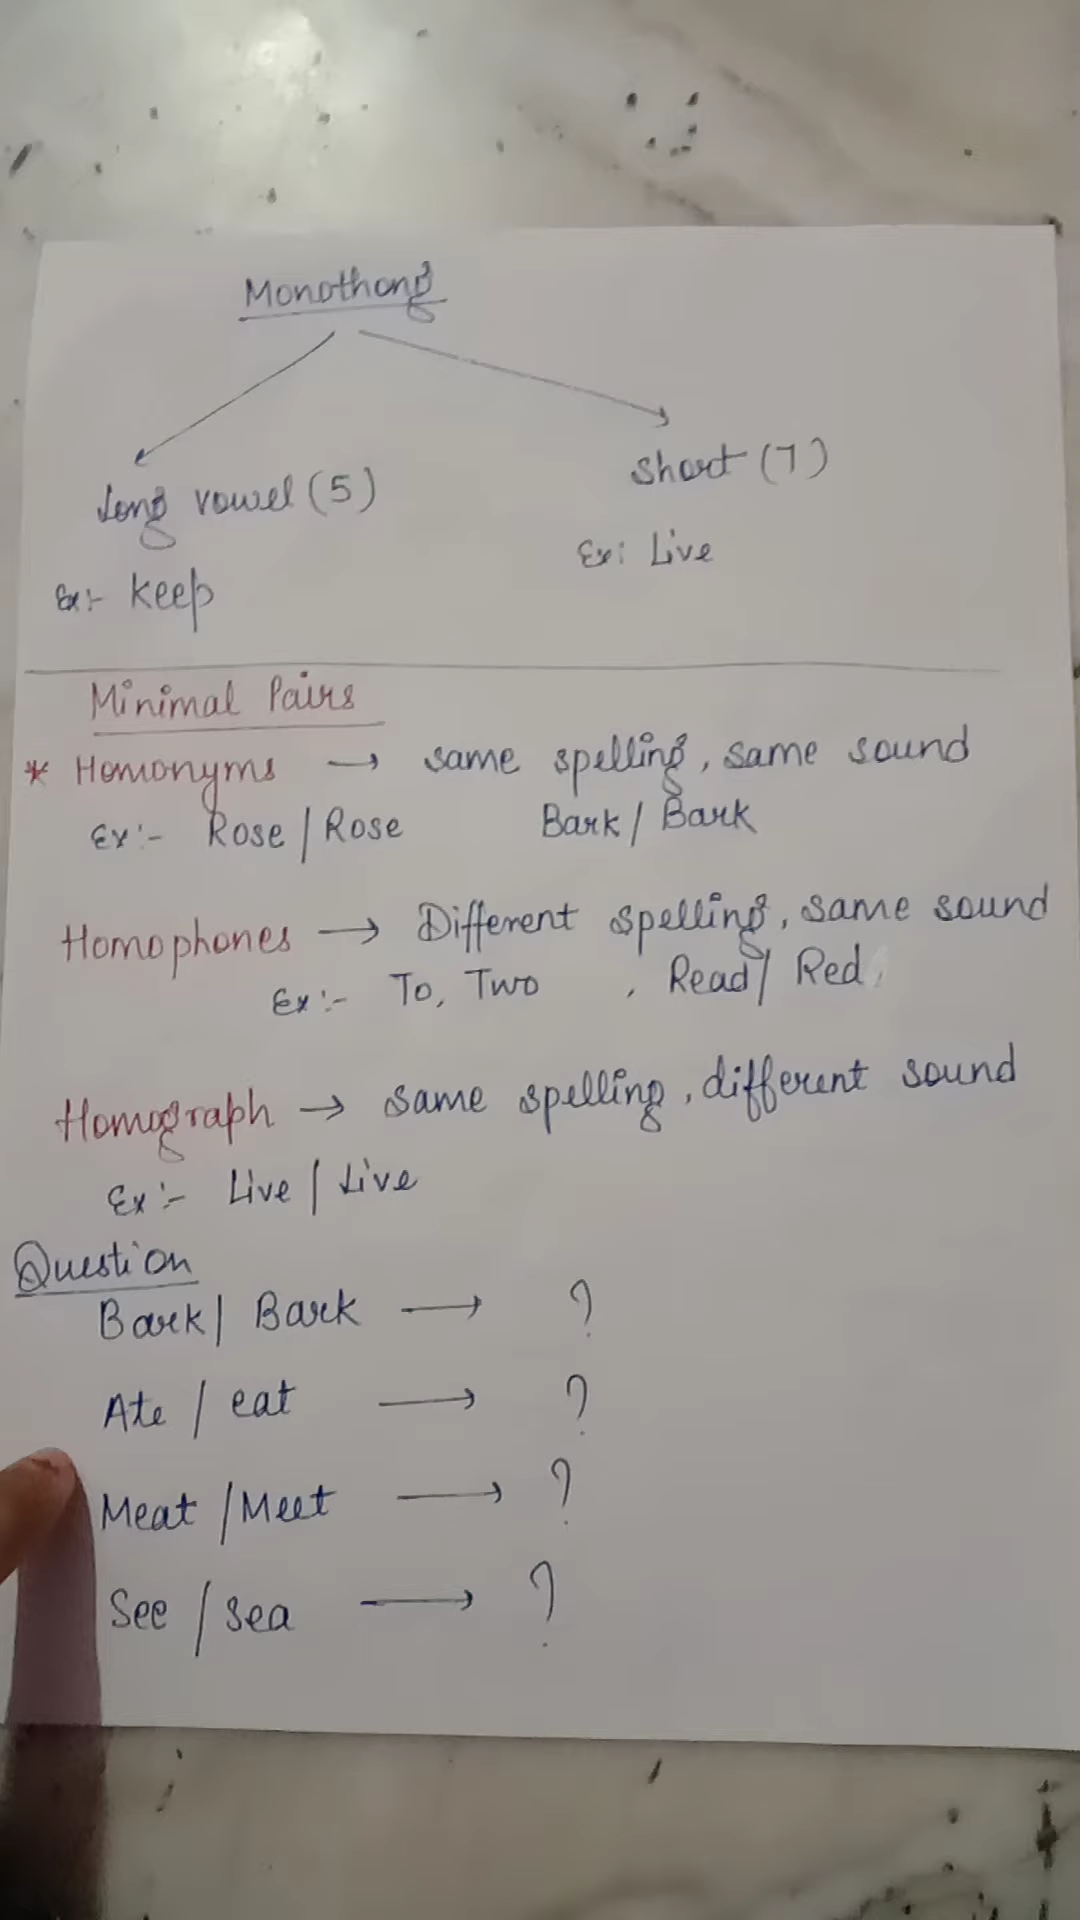 Monothong
Long vowel (5) Short (7)
Ex:- Keep Ex: Live
Minimal Pairs
* Homonyms → same spelling, same sound
Ex:- Rose / Rose Bark / Bark
Homophones → Different spelling, same sound
Ex:- To, Two , Read / Red
Homograph → same spelling, different sound
Ex:- Live / Live
Question
Bark / Bark → ?
Ate / eat → ?
Meat / Meet → ?
See / sea → ?